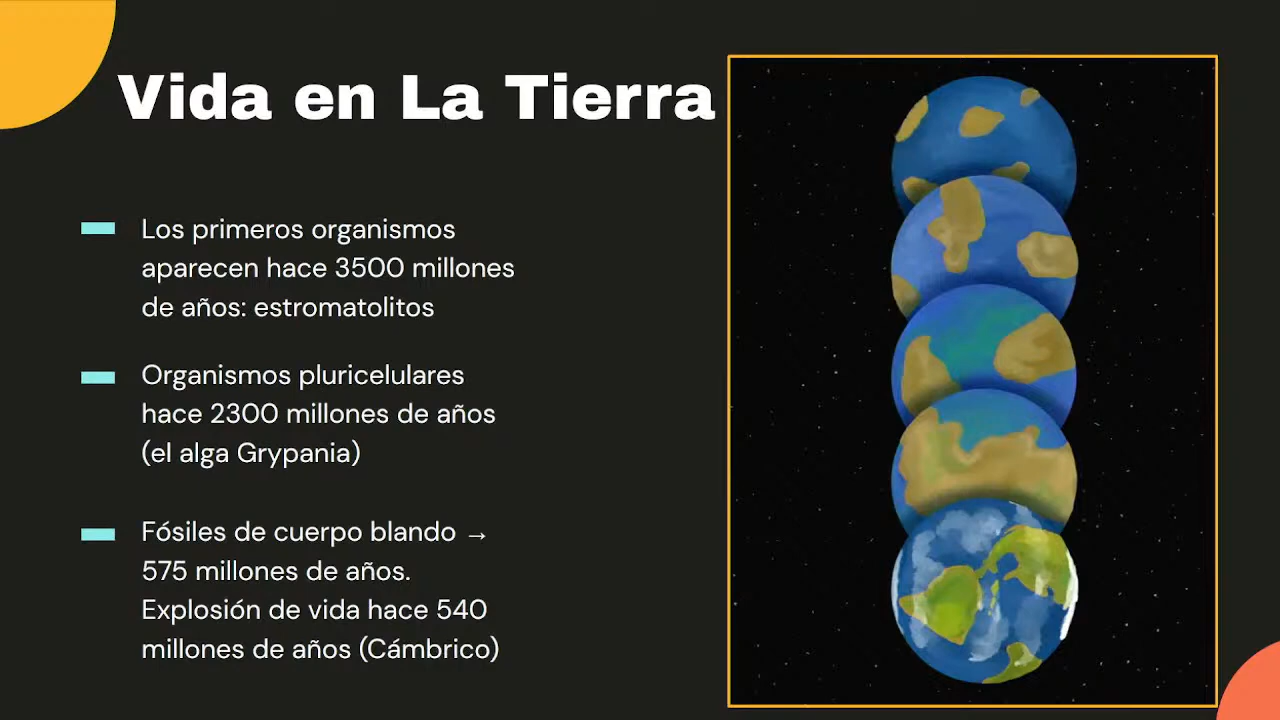 Vida en La Tierra
Los primeros organismos
aparecen hace 3500 millones
de años: estromatolitos
Organismos pluricelulares
hace 2300 millones de años
(el alga Grypania)
Fósiles de cuerpo blando →
575 millones de años.
Explosión de vida hace 540
millones de años (Cámbrico)